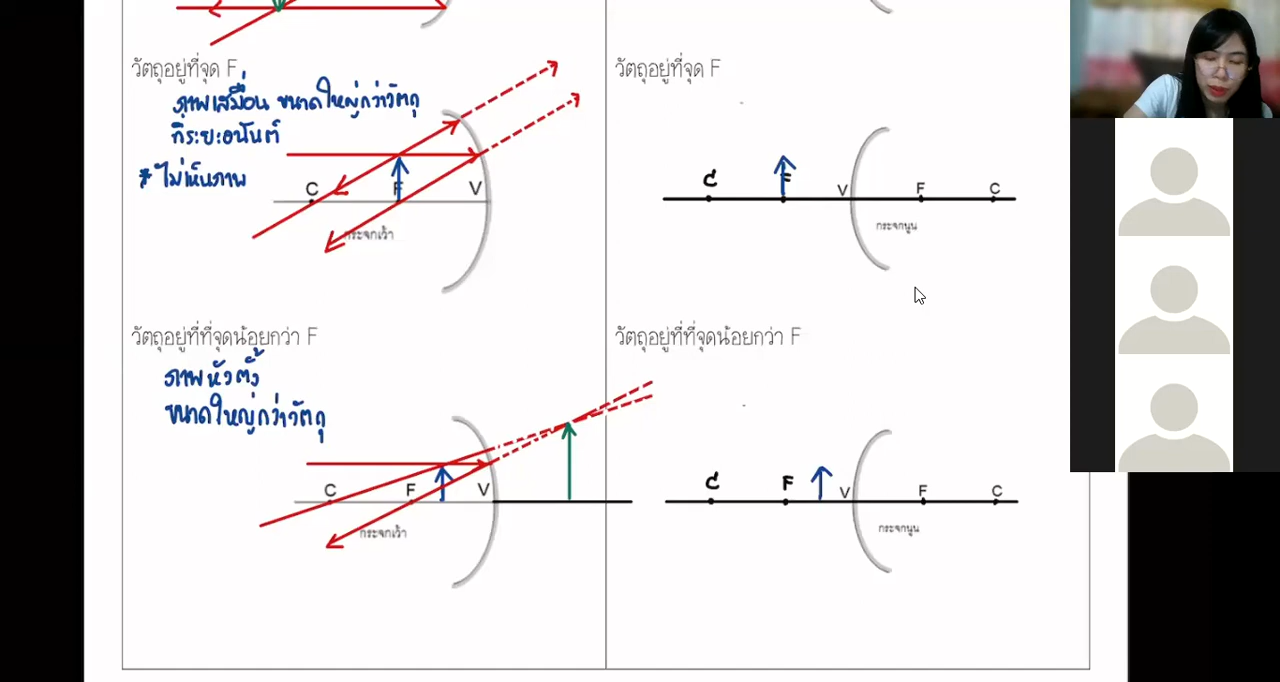 วัตถุอยู่ที่จุด F
ภาพเสมือน ขนาดใหญ่กว่าวัตถุ
ที่ระยะอนันต์
* ไม่เห็นภาพ
C F V
กระจกเว้า
วัตถุอยู่ที่จุด F
C F V F C
กระจกนูน
วัตถุอยู่ที่ที่จุดน้อยกว่า F
ภาพหัวตั้ง
ขนาดใหญ่กว่าวัตถุ
C F V
กระจกเว้า
วัตถุอยู่ที่ที่จุดน้อยกว่า F
C F V F C
กระจกนูน